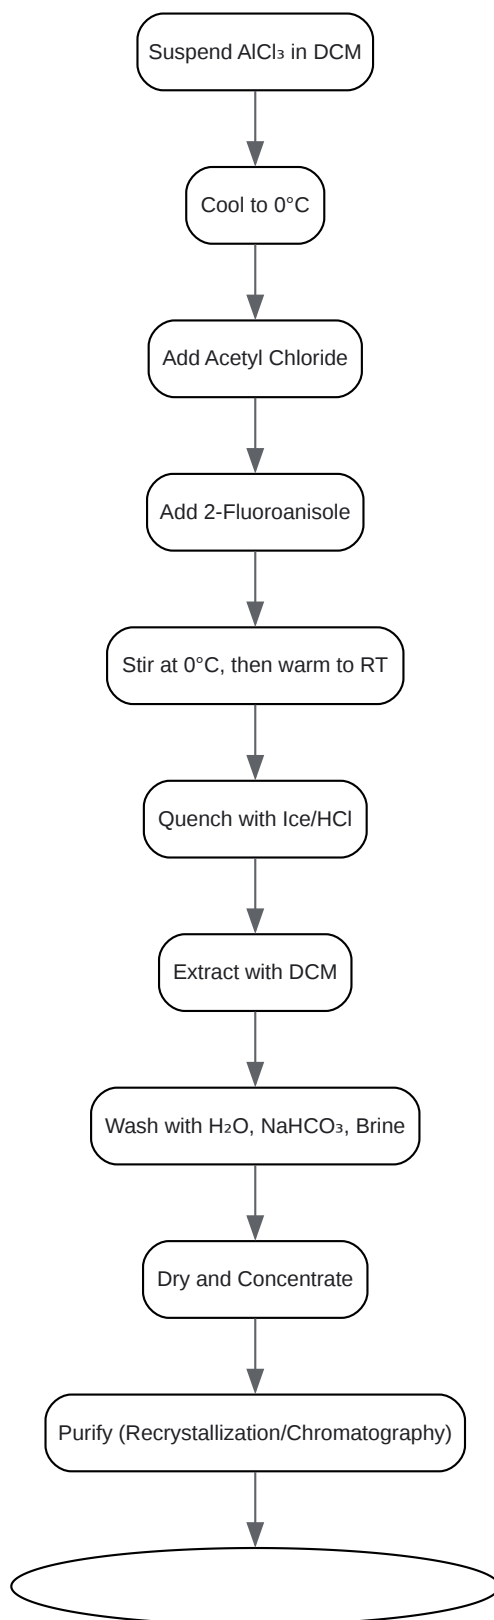 Suspend AlCl₃ in DCM
Cool to 0°C
Add Acetyl Chloride
Add 2-Fluoroanisole
Stir at 0°C, then warm to RT
Quench with Ice/HCl
Extract with DCM
Wash with H₂O, NaHCO₃, Brine
Dry and Concentrate
Purify (Recrystallization/Chromatography)